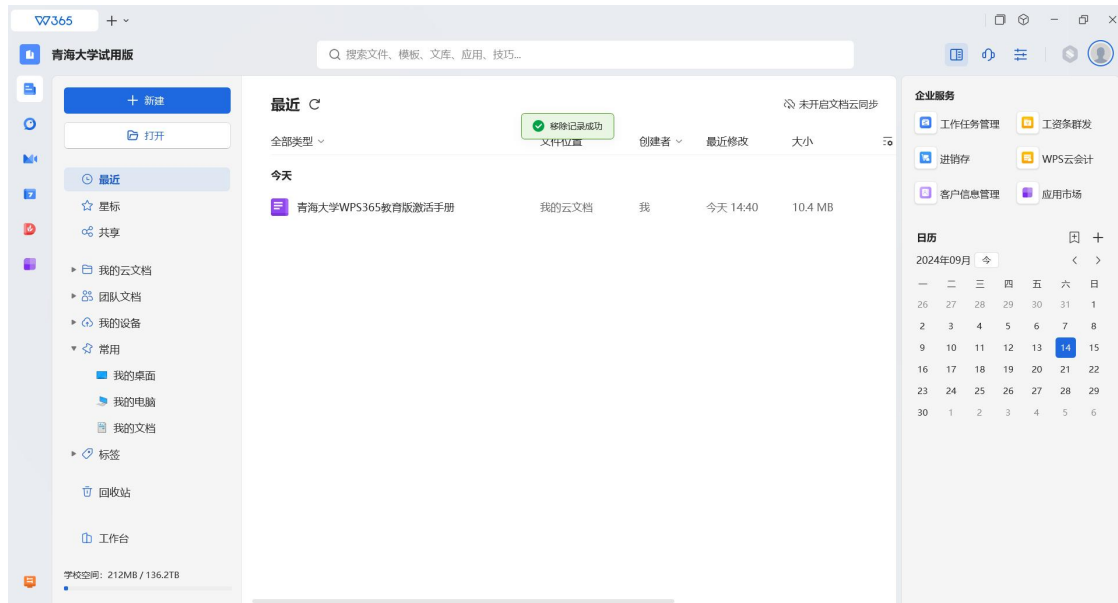 365
青海大学试用版
搜索文件、模板、文库、应用、技巧...
新建
打开
最近
星标
共享
我的云文档
团队文档
我的设备
常用
我的桌面
我的电脑
我的文档
标签
回收站
工作台
学校空间：212MB / 136.2TB
最近
未开启文档云同步
移除记录成功
全部类型 文件位置 创建者 最近修改 大小
今天
青海大学WPS365教育版激活手册 我的云文档 我 今天 14:40 10.4 MB
企业服务
工作任务管理 工资条群发
进销存 WPS云会计
客户信息管理 应用市场
日历
2024年09月 今
一 二 三 四 五 六 日
26 27 28 29 30 31 1
2 3 4 5 6 7 8
9 10 11 12 13 14 15
16 17 18 19 20 21 22
23 24 25 26 27 28 29
30 1 2 3 4 5 6